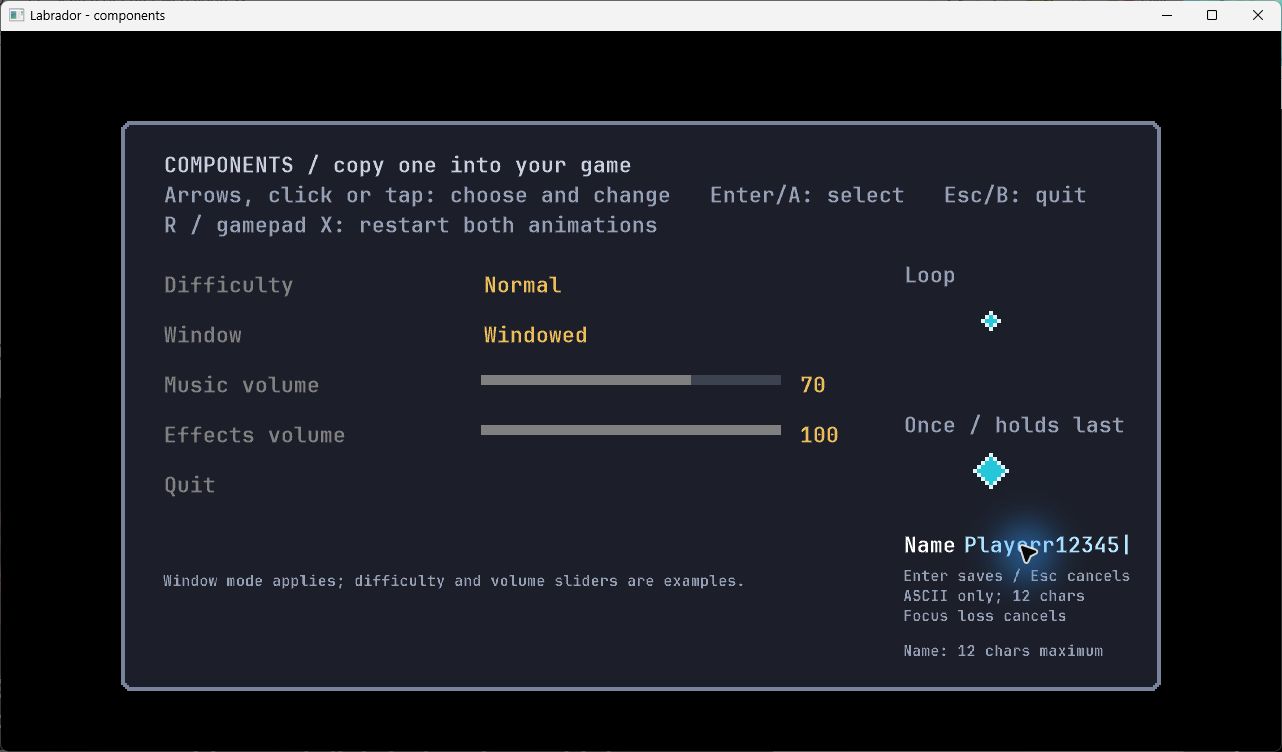 Labrador - components
COMPONENTS / copy one into your game
Arrows, click or tap: choose and change   Enter/A: select   Esc/B: quit
R / gamepad X: restart both animations
Difficulty Normal
Window Windowed
Music volume 70
Effects volume 100
Quit
Window mode applies; difficulty and volume sliders are examples.
Loop
Once / holds last
Name Playerr12345|
Enter saves / Esc cancels
ASCII only; 12 chars
Focus loss cancels
Name: 12 chars maximum